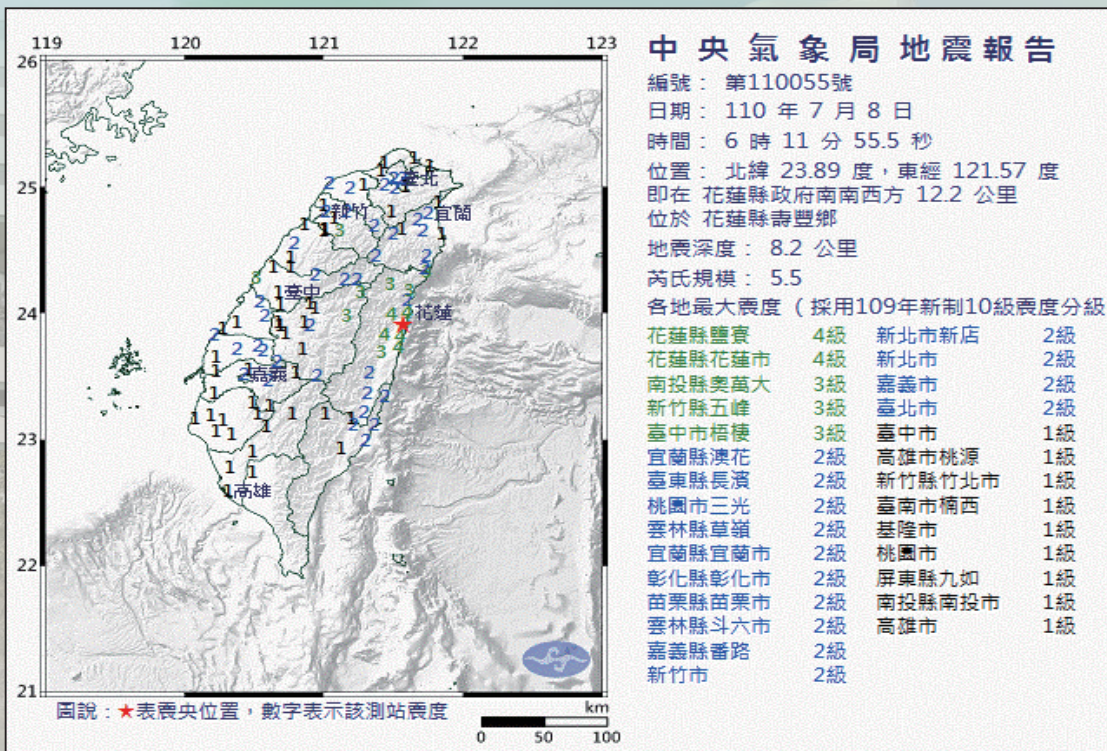 119 120 121 122 123
26
25
24
23
22
21
臺北
新竹
宜蘭
臺中
花蓮
嘉義
高雄
圖說：★表震央位置，數字表示該測站震度
km
0 50 100
中央氣象局地震報告
編號： 第110055號
日期： 110 年 7 月 8 日
時間： 6 時 11 分 55.5 秒
位置： 北緯 23.89 度，東經 121.57 度
即在 花蓮縣政府南南西方 12.2 公里
位於 花蓮縣壽豐鄉
地震深度： 8.2 公里
芮氏規模： 5.5
各地最大震度（採用109年新制10級震度分級
花蓮縣鹽寮 4級 新北市新店 2級
花蓮縣花蓮市 4級 新北市 2級
南投縣奧萬大 3級 嘉義市 2級
新竹縣五峰 3級 臺北市 2級
臺中市梧棲 3級 臺中市 1級
宜蘭縣澳花 2級 高雄市桃源 1級
臺東縣長濱 2級 新竹縣竹北市 1級
桃園市三光 2級 臺南市楠西 1級
雲林縣草嶺 2級 基隆市 1級
宜蘭縣宜蘭市 2級 桃園市 1級
彰化縣彰化市 2級 屏東縣九如 1級
苗栗縣苗栗市 2級 南投縣南投市 1級
雲林縣斗六市 2級 高雄市 1級
嘉義縣番路 2級
新竹市 2級